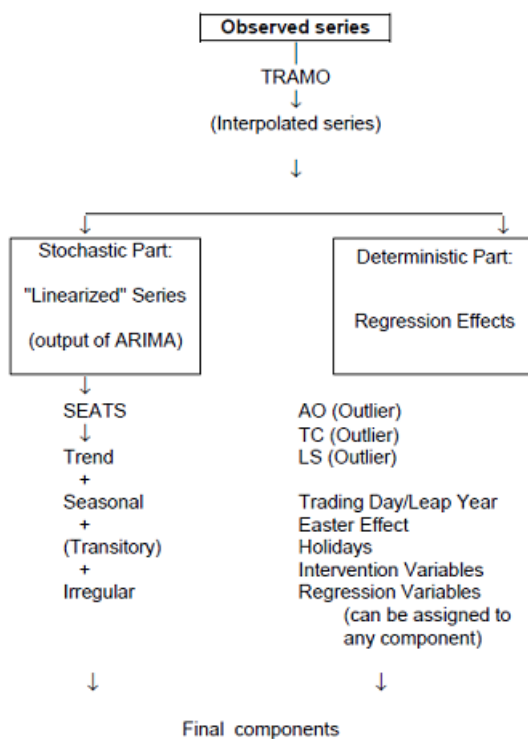 Observed series
TRAMO
(Interpolated series)
Stochastic Part:
"Linearized" Series
(output of ARIMA)
Deterministic Part:
Regression Effects
SEATS
Trend
+
Seasonal
+
(Transitory)
+
Irregular
AO (Outlier)
TC (Outlier)
LS (Outlier)
Trading Day/Leap Year
Easter Effect
Holidays
Intervention Variables
Regression Variables
(can be assigned to
any component)
Final components